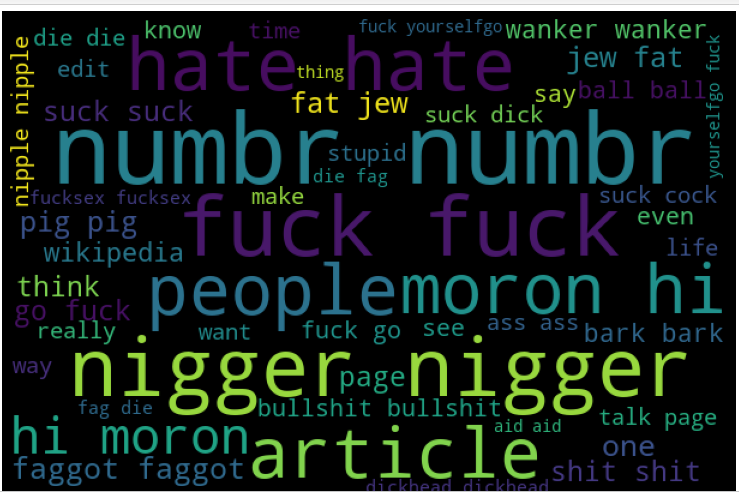 fuck yourselfgo
know
time
wanker wanker
die die
hate hate
jew fat
edit
thing
nipple nipple
fat jew
say
ball ball
yourselfgo fuck
suck suck
suck dick
numbr numbr
stupid
die fag
fucksex fucksex
make
suck cock
pig pig
fuck fuck
even
wikipedia
life
think
people
moron hi
go fuck
really
want
fuck go
see
ass ass
bark bark
way
nigger nigger
page
fag die
bullshit bullshit
talk page
hi moron
article
aid aid
one
faggot faggot
shit shit
dickhead dickhead